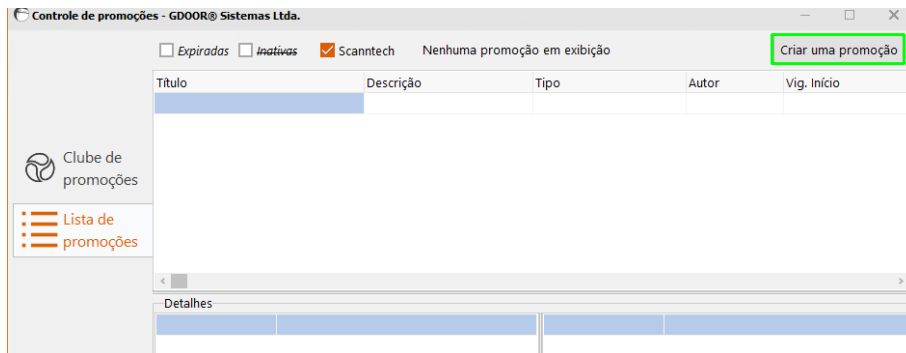 Controle de promoções - GDOOR® Sistemas Ltda.
Expiradas Inativas Scanntech Nenhuma promoção em exibição Criar uma promoção
Título Descrição Tipo Autor Vig. Início
Clube de
promoções
Lista de
promoções
Detalhes